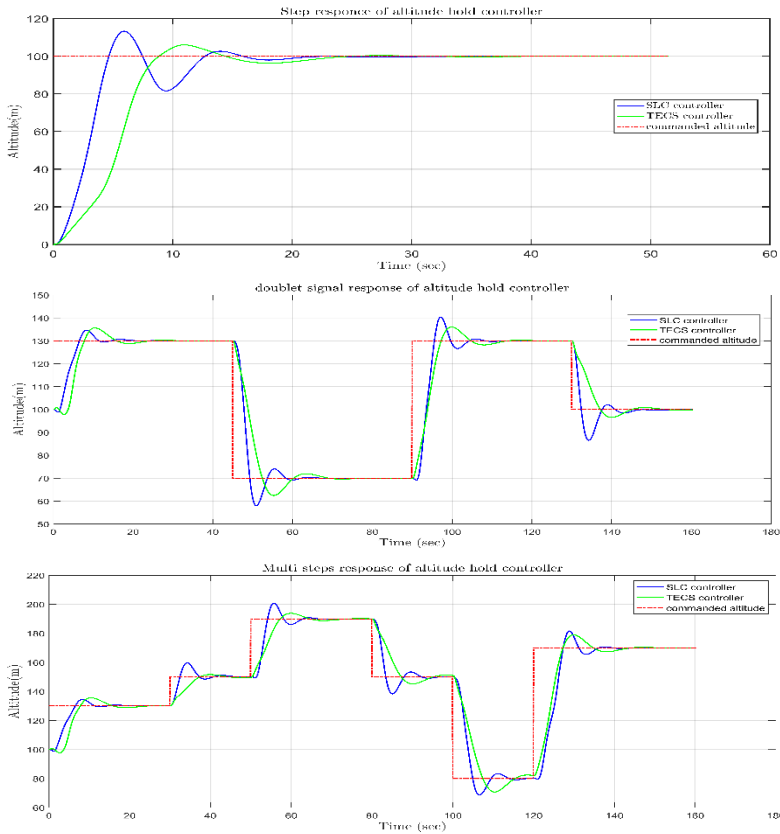 Step responce of altitude hold controller
120
100
80
60
40
20
0
Altitude(m)
SLC controller
TECS controller
commanded altitude
0 10 20 30 40 50 60
Time (sec)
doublet signal response of altitude hold controller
150
140
130
120
110
100
90
80
70
60
50
Altitude(m)
SLC controller
TECS controller
commanded altitude
0 20 40 60 80 100 120 140 160 180
Time (sec)
Multi steps response of altitude hold controller
220
200
180
160
140
120
100
80
60
Altitude(m)
SLC controller
TECS controller
commanded altitude
0 20 40 60 80 100 120 140 160 180
Time (sec)